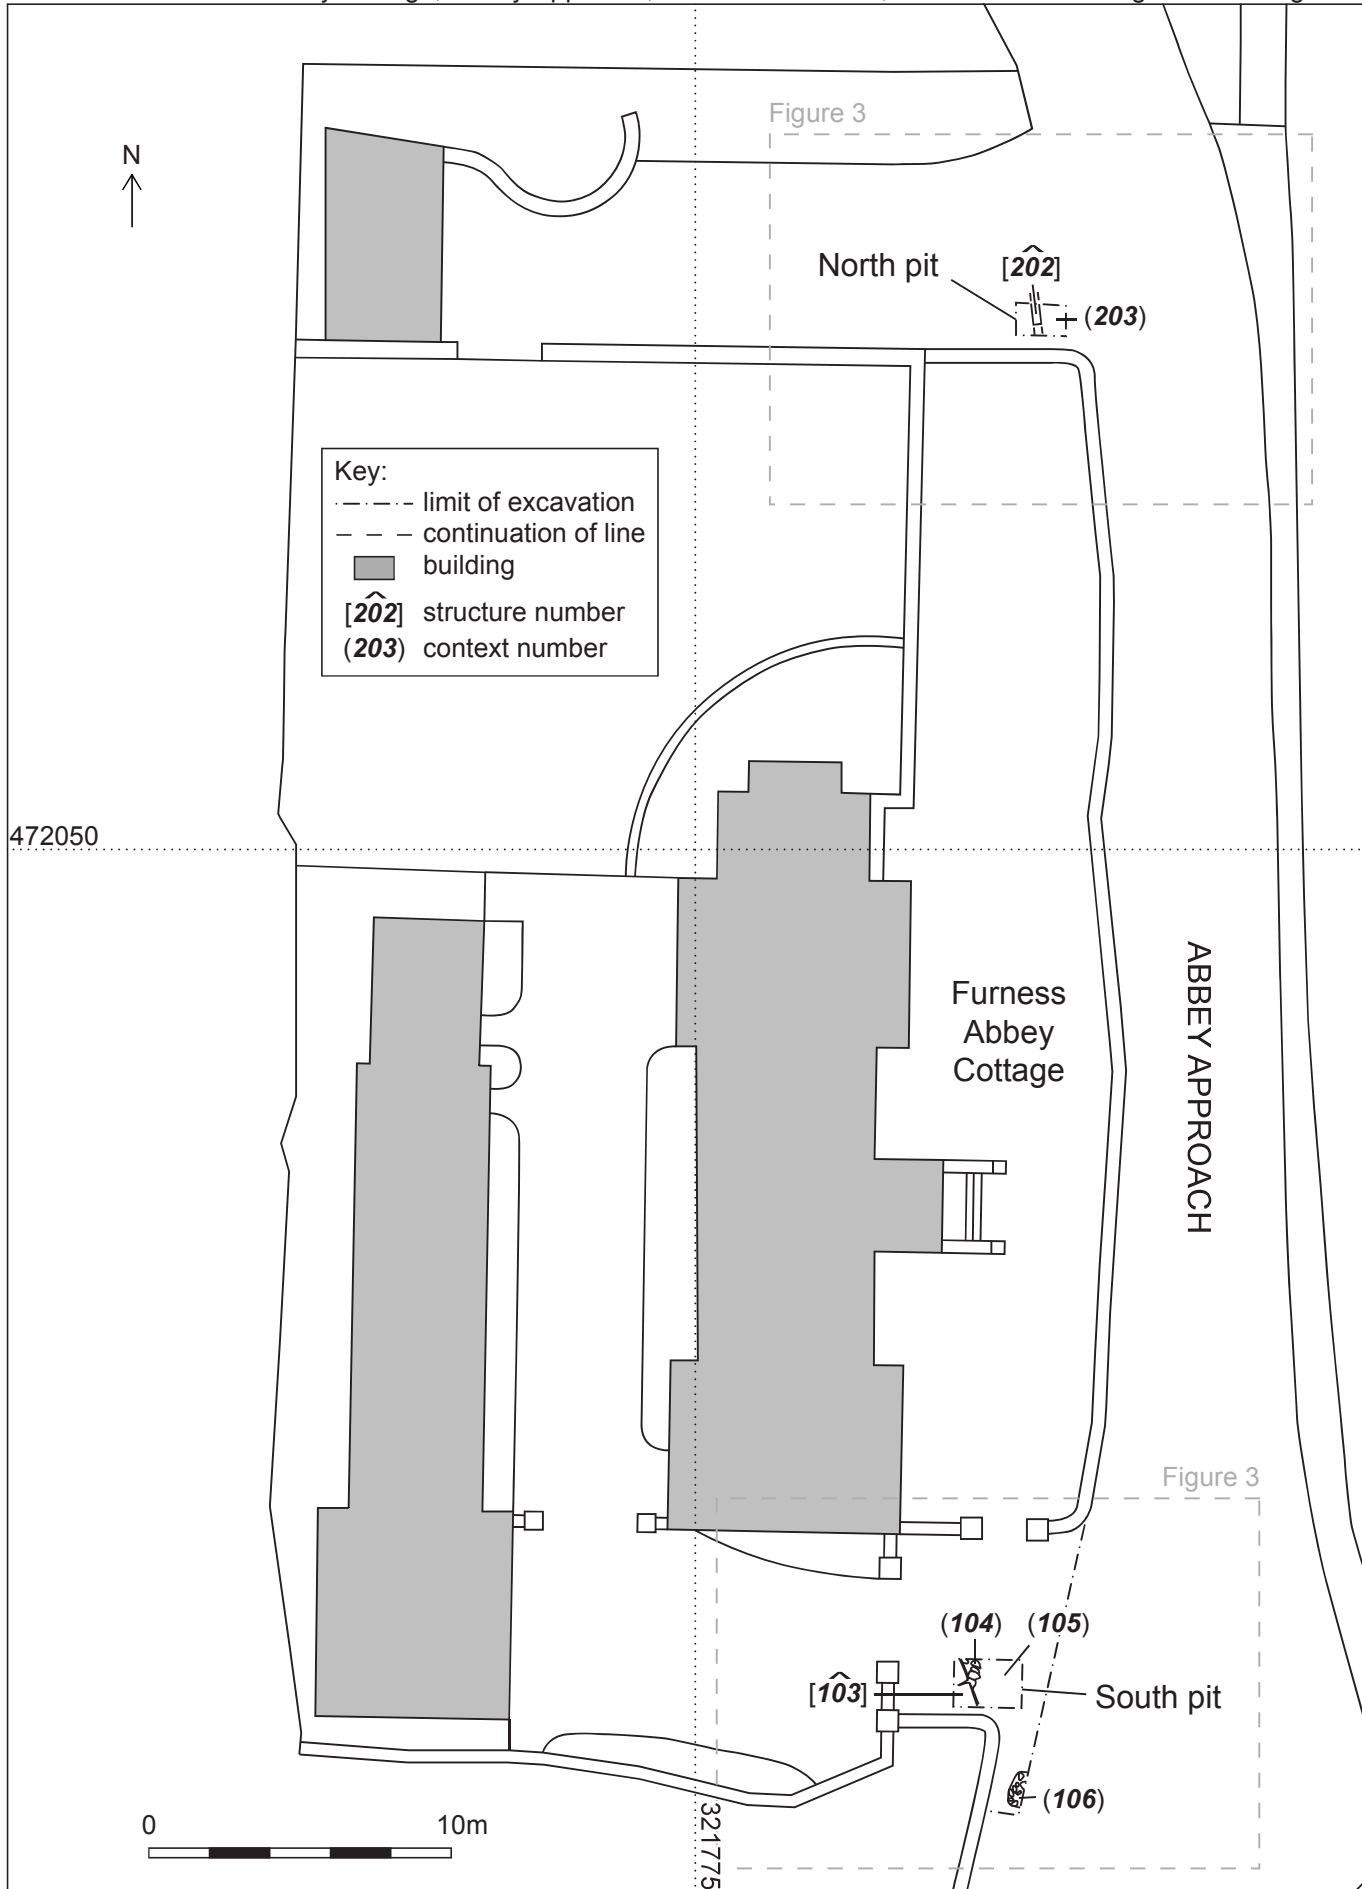 Figure 3
N
North pit
[202]
(203)
Key:
limit of excavation
continuation of line
building
[202] structure number
(203) context number
472050
Furness
Abbey
Cottage
ABBEY APPROACH
Figure 3
(104) (105)
[103]
South pit
(106)
0 10m
321775